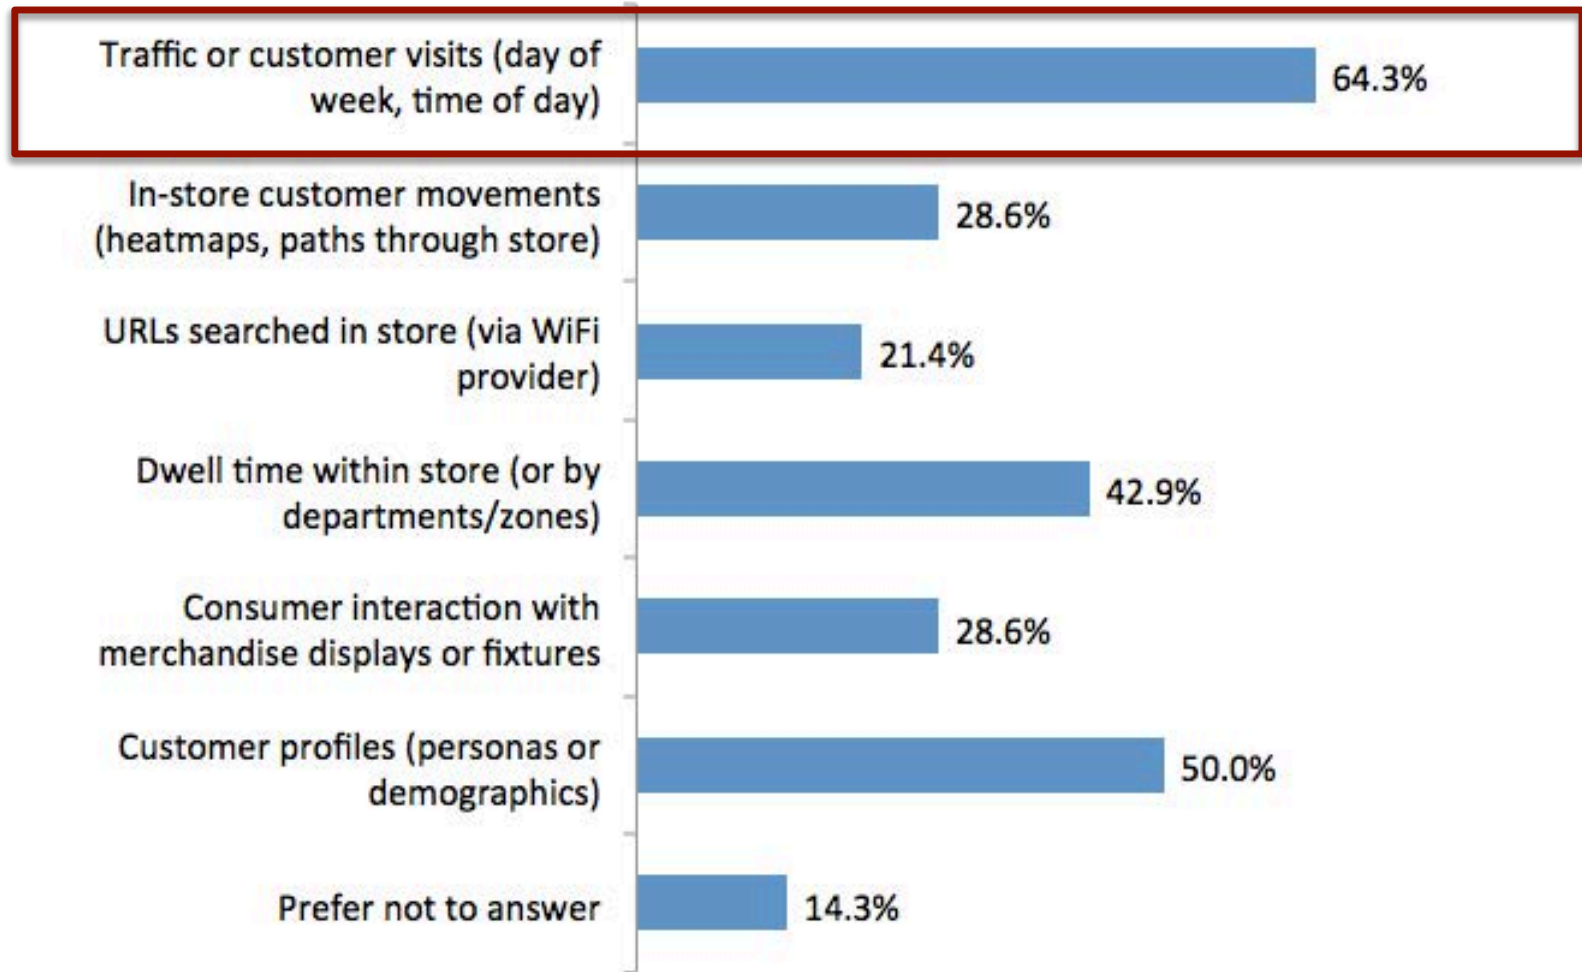 Traffic or customer visits (day of
week, time of day)
64.3%
In-store customer movements
(heatmaps, paths through store)
28.6%
URLs searched in store (via WiFi
provider)
21.4%
Dwell time within store (or by
departments/zones)
42.9%
Consumer interaction with
merchandise displays or fixtures
28.6%
Customer profiles (personas or
demographics)
50.0%
Prefer not to answer
14.3%